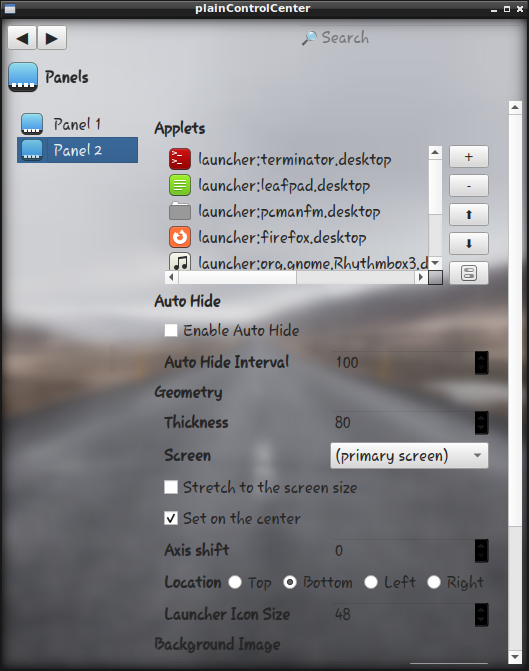 plainControlCenter
Search
Panels
Panel 1
Panel 2
Applets
launcher:terminator.desktop
+
launcher:leafpad.desktop
-
launcher:pcmanfm.desktop
launcher:firefox.desktop
launcher:org.gnome.Rhythmbox3.d
Auto Hide
Enable Auto Hide
Auto Hide Interval 100
Geometry
Thickness 80
Screen (primary screen)
Stretch to the screen size
Set on the center
Axis shift 0
Location Top Bottom Left Right
Launcher Icon Size 48
Background Image